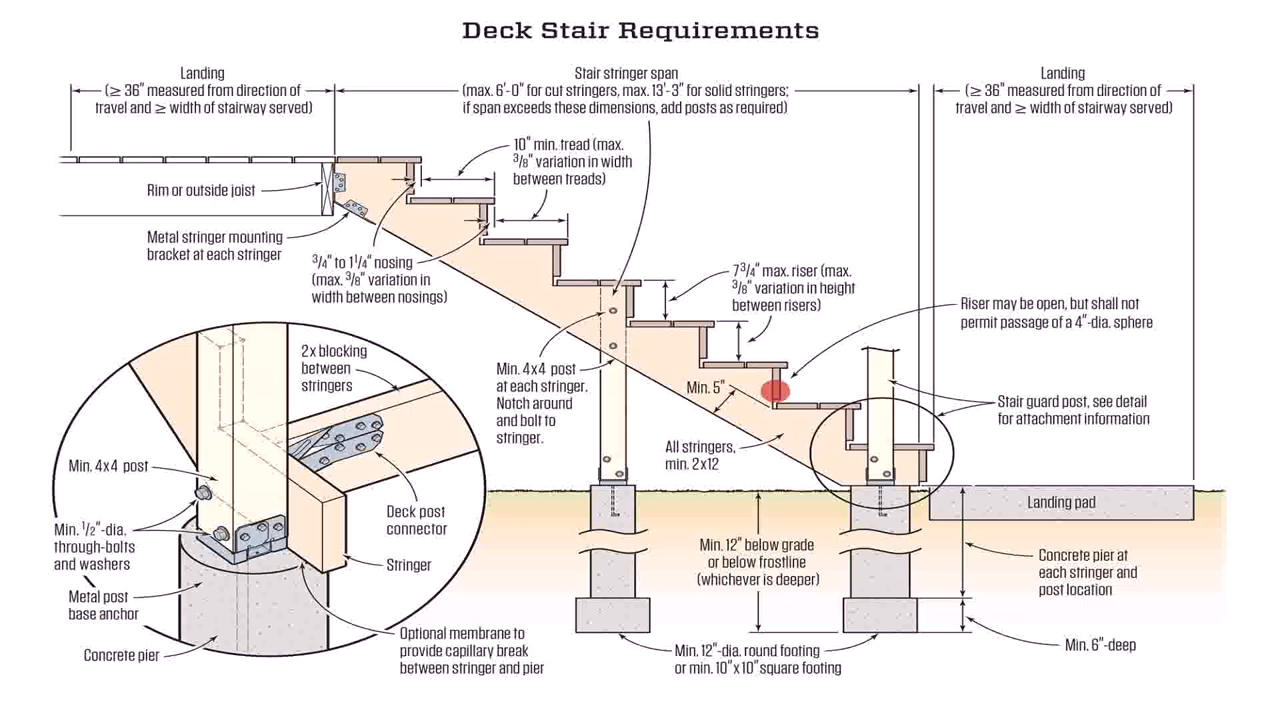 Deck Stair Requirements
Landing
(≥ 36" measured from direction of
travel and ≥ width of stairway served)
Stair stringer span
(max. 6'-0" for cut stringers, max. 13'-3" for solid stringers;
if span exceeds these dimensions, add posts as required)
Landing
(≥ 36" measured from direction of
travel and ≥ width of stairway served)
10" min. tread (max.
3/8" variation in width
between treads)
Rim or outside joist
Metal stringer mounting
bracket at each stringer
3/4" to 1 1/4" nosing
(max. 3/8" variation in
width between nosings)
7 3/4" max. riser (max.
3/8" variation in height
between risers)
Riser may be open, but shall not
permit passage of a 4"-dia. sphere
2x blocking
between
stringers
Min. 4x4 post
at each stringer.
Notch around
and bolt to
stringer.
Min. 5"
Stair guard post, see detail
for attachment information
All stringers,
min. 2x12
Min. 4x4 post
Deck post
connector
Landing pad
Min. 1/2"-dia.
through-bolts
and washers
Stringer
Min. 12" below grade
or below frostline
(whichever is deeper)
Concrete pier at
each stringer and
post location
Metal post
base anchor
Concrete pier
Optional membrane to
provide capillary break
between stringer and pier
Min. 12"-dia. round footing
or min. 10"x10" square footing
Min. 6"-deep